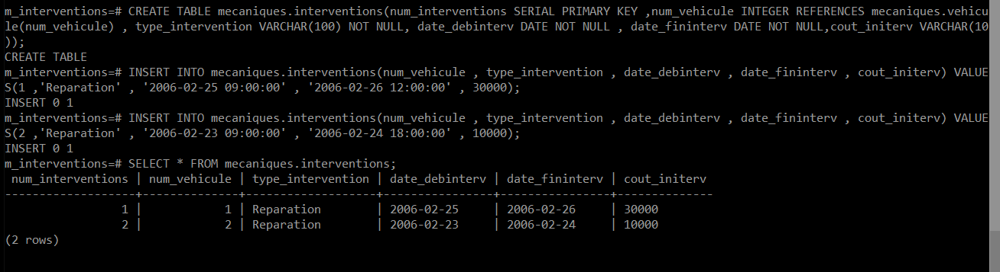 m_interventions=# CREATE TABLE mecaniques.interventions(num_interventions SERIAL PRIMARY KEY ,num_vehicule INTEGER REFERENCES mecaniques.vehicu
le(num_vehicule) , type_intervention VARCHAR(100) NOT NULL, date_debinterv DATE NOT NULL , date_fininterv DATE NOT NULL,cout_initerv VARCHAR(10
));
CREATE TABLE
m_interventions=# INSERT INTO mecaniques.interventions(num_vehicule , type_intervention , date_debinterv , date_fininterv , cout_initerv) VALUE
S(1 ,'Reparation' , '2006-02-25 09:00:00' , '2006-02-26 12:00:00' , 30000);
INSERT 0 1
m_interventions=# INSERT INTO mecaniques.interventions(num_vehicule , type_intervention , date_debinterv , date_fininterv , cout_initerv) VALUE
S(2 ,'Reparation' , '2006-02-23 09:00:00' , '2006-02-24 18:00:00' , 10000);
INSERT 0 1
m_interventions=# SELECT * FROM mecaniques.interventions;
 num_interventions | num_vehicule | type_intervention | date_debinterv | date_fininterv | cout_initerv
-------------------+--------------+-------------------+----------------+----------------+--------------
                 1 |            1 | Reparation        | 2006-02-25     | 2006-02-26     | 30000
                 2 |            2 | Reparation        | 2006-02-23     | 2006-02-24     | 10000
(2 rows)